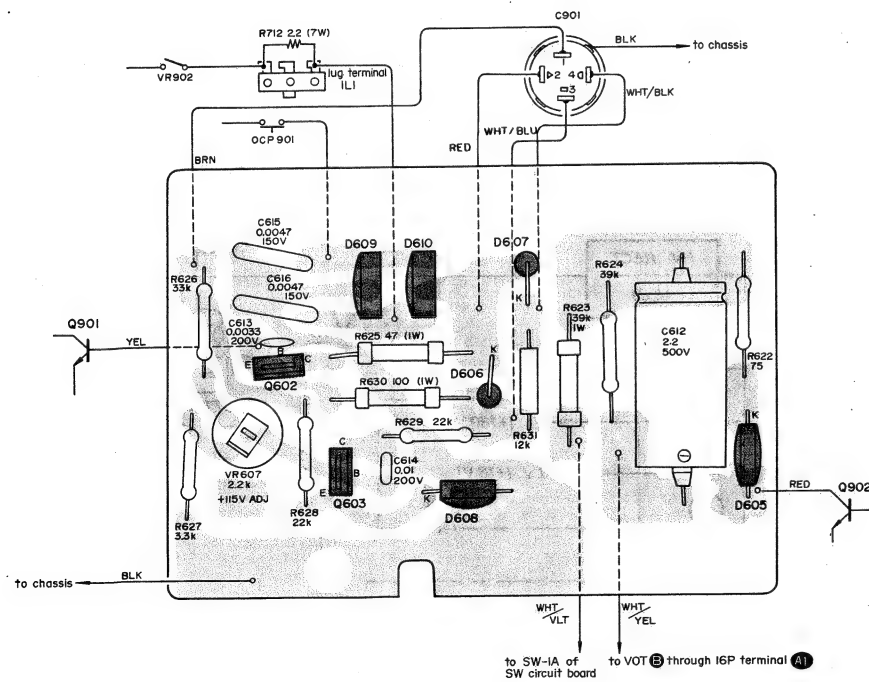 C901
R712 2.2 (7W)
BLK
to chassis
VR902
lug terminal
1L1
2 4
3
WHT/BLK
OCP 901
WHT/BLU
RED
BRN
C615
0.0047
150V
D609
D610
D607
R626
33k
C616
0.0047
150V
K
R624
39k
R623
39k
1W
Q901
YEL
C613
0.0033
200V
B
E
C
Q602
R625 47 (1W)
K
C612
2.2
500V
R622
75
D606
R630 100 (1W)
R629 22k
R631
12k
K
C
B
E
Q603
C614
0.01
200V
VR607
2.2k
+115V ADJ
R628
22k
K
D608
R627
3.3k
D605
RED
Q902
to chassis
BLK
WHT/VLT
WHT/YEL
to SW-1A of
SW circuit board
to VOT B through 16P terminal A1